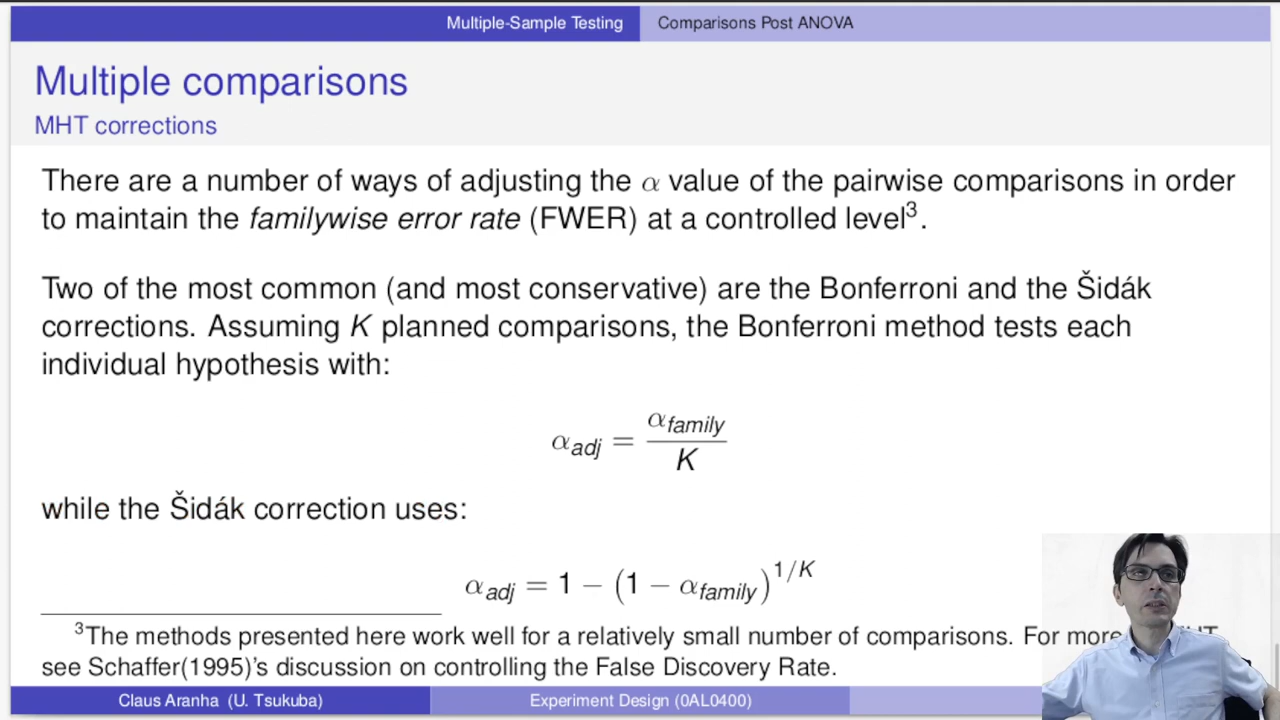 Multiple-Sample Testing Comparisons Post ANOVA
Multiple comparisons
MHT corrections
There are a number of ways of adjusting the α value of the pairwise comparisons in order
to maintain the familywise error rate (FWER) at a controlled level³.
Two of the most common (and most conservative) are the Bonferroni and the Šidák
corrections. Assuming K planned comparisons, the Bonferroni method tests each
individual hypothesis with:
α_adj = α_family / K
while the Šidák correction uses:
α_adj = 1 − (1 − α_family)^1/K
³The methods presented here work well for a relatively small number of comparisons. For more
see Schaffer(1995)'s discussion on controlling the False Discovery Rate.
Claus Aranha (U. Tsukuba) Experiment Design (0AL0400)